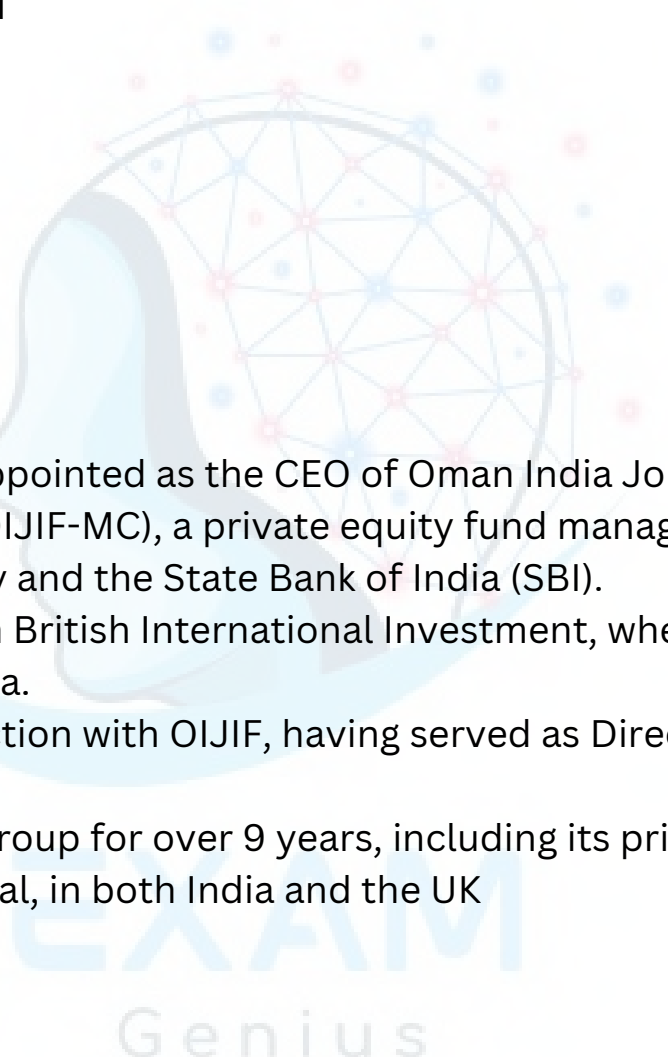 ppointed as the CEO of Oman India Jo
IJIF-MC), a private equity fund manag
and the State Bank of India (SBI).
British International Investment, whe
a.
tion with OIJIF, having served as Direc
roup for over 9 years, including its pri
al, in both India and the UK
EXAM
Genius